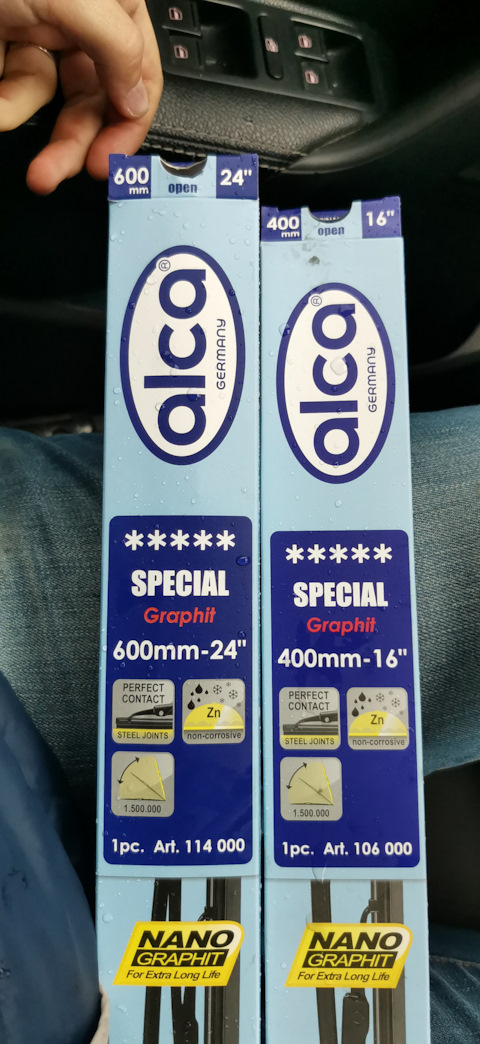 600 mm
open
24"
alca®
GERMANY
*****
SPECIAL
Graphit
600mm-24"
PERFECT
CONTACT
STEEL JOINTS
Zn
non-corrosive
1.500.000
1pc. Art. 114 000
NANO
GRAPHIT
For Extra Long Life
400 mm
open
16"
alca®
GERMANY
*****
SPECIAL
Graphit
400mm-16"
PERFECT
CONTACT
STEEL JOINTS
Zn
non-corrosive
1.500.000
1pc. Art. 106 000
NANO
GRAPHIT
For Extra Long Life